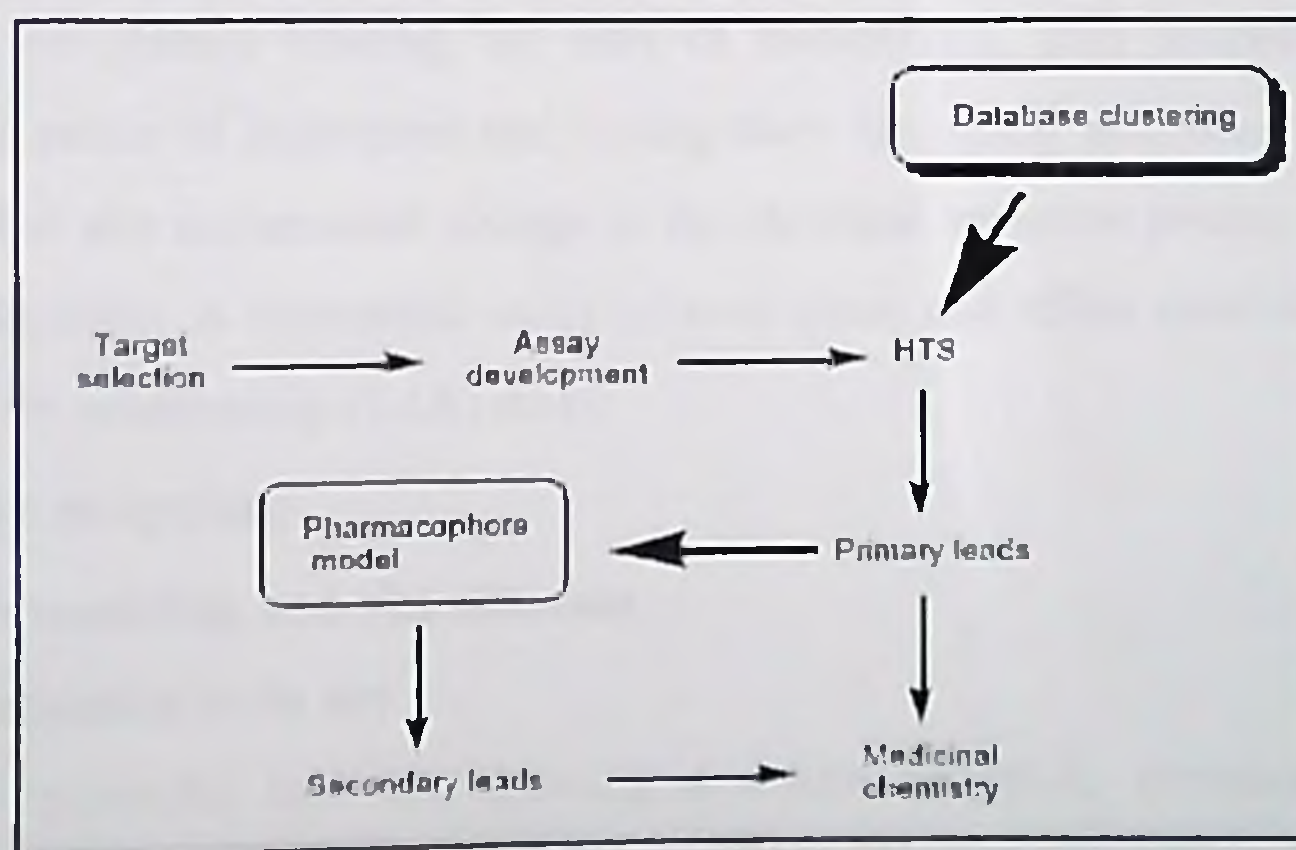 Database clustering
Target
selection
Assay
development
HTS
Pharmacophore
model
Primary leads
Secondary leads
Medicinal
chemistry